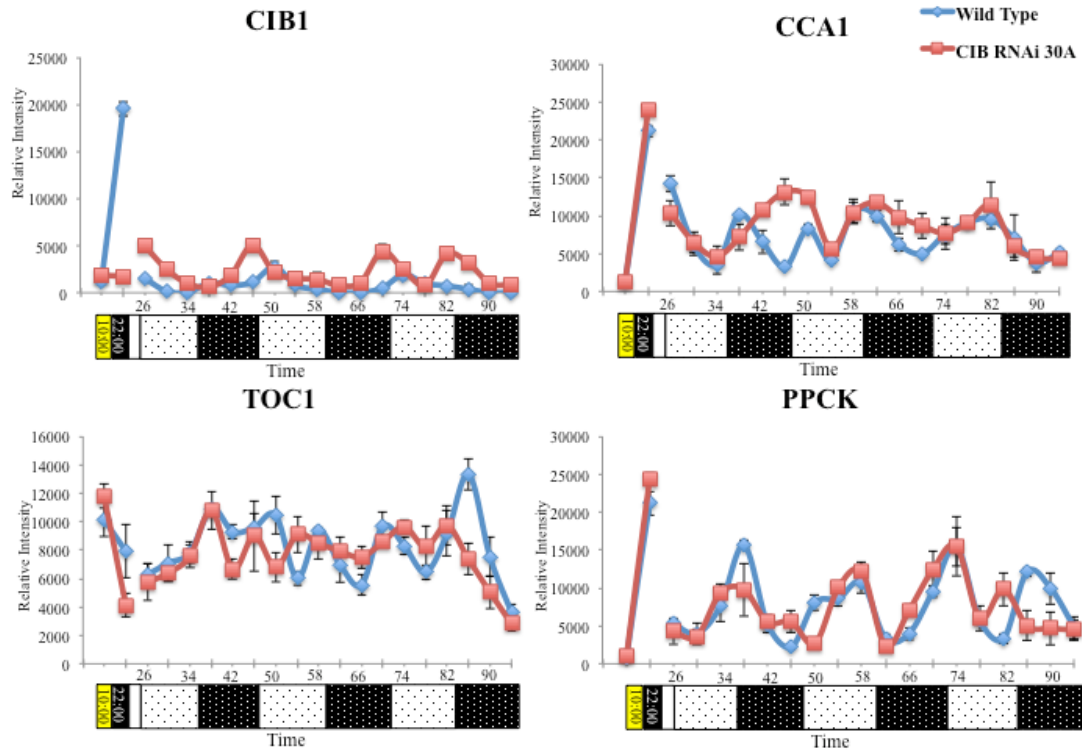 CIB1
Relative Intensity
25000
20000
15000
10000
5000
0
26 34 42 50 58 66 74 82 90
10:00 22:00
Time
CCA1
Wild Type
CIB RNAi 30A
Relative Intensity
30000
25000
20000
15000
10000
5000
0
26 34 42 50 58 66 74 82 90
10:00 22:00
Time
TOC1
Relative Intensity
16000
14000
12000
10000
8000
6000
4000
2000
0
26 34 42 50 58 66 74 82 90
10:00 22:00
Time
PPCK
Relative Intensity
30000
25000
20000
15000
10000
5000
0
26 34 42 50 58 66 74 82 90
10:00 22:00
Time